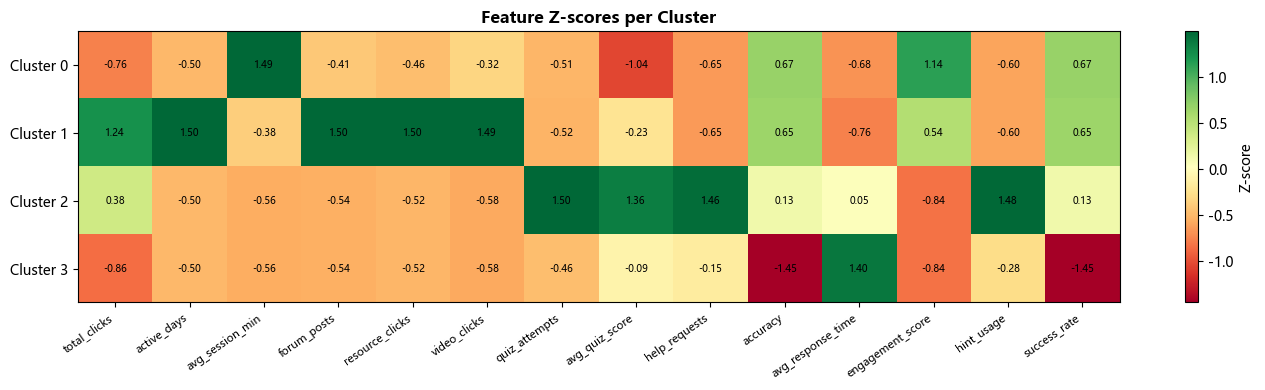 Feature Z-scores per Cluster
Cluster 0 -0.76 -0.50 1.49 -0.41 -0.46 -0.32 -0.51 -1.04 -0.65 0.67 -0.68 1.14 -0.60 0.67
Cluster 1 1.24 1.50 -0.38 1.50 1.50 1.49 -0.52 -0.23 -0.65 0.65 -0.76 0.54 -0.60 0.65
Cluster 2 0.38 -0.50 -0.56 -0.54 -0.52 -0.58 1.50 1.36 1.46 0.13 0.05 -0.84 1.48 0.13
Cluster 3 -0.86 -0.50 -0.56 -0.54 -0.52 -0.58 -0.46 -0.09 -0.15 -1.45 1.40 -0.84 -0.28 -1.45
total_clicks active_days avg_session_min forum_posts resource_clicks video_clicks quiz_attempts avg_quiz_score help_requests accuracy avg_response_time engagement_score hint_usage success_rate
1.0
0.5
0.0
-0.5
-1.0
Z-score